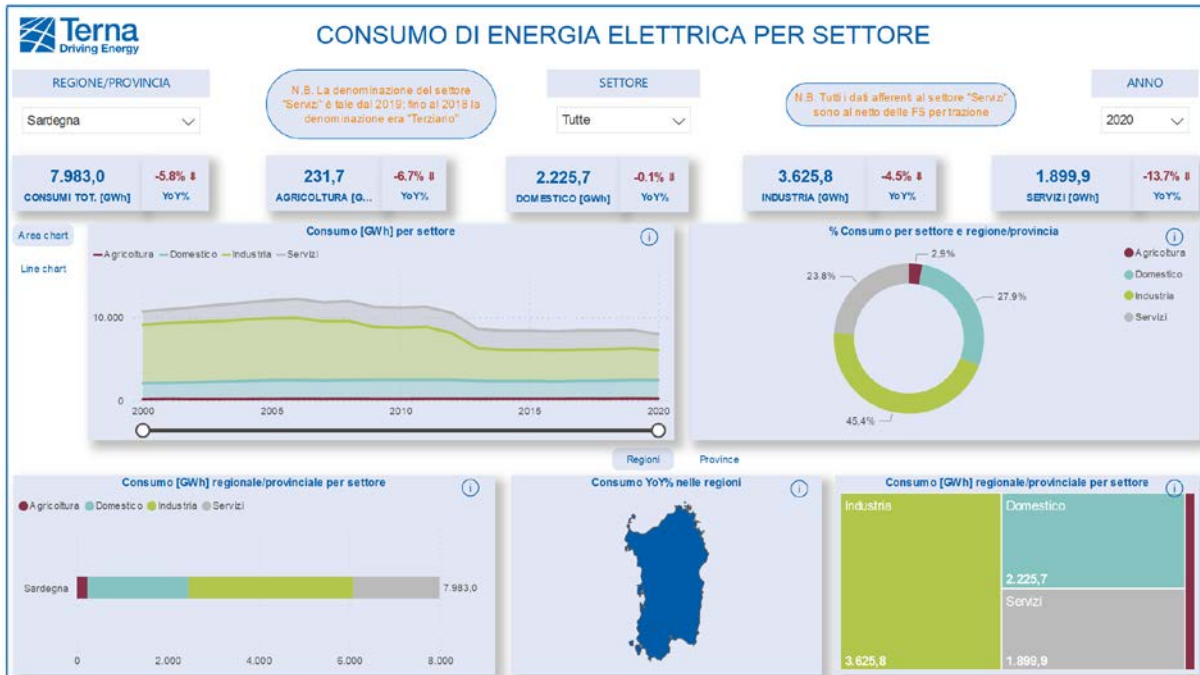 Terna
Driving Energy
CONSUMO DI ENERGIA ELETTRICA PER SETTORE
REGIONE/PROVINCIA
Sardegna
N.B. La denominazione del settore
"Servizi" è tale dal 2019; fino al 2018 la
denominazione era "Terziario"
SETTORE
Tutte
N.B. Tutti i dati afferenti al settore "Servizi"
sono al netto delle FS per trazione
ANNO
2020
7.983,0
CONSUMI TOT. [GWh]
-5.8% ⬇
YoY%
231,7
AGRICOLTURA [G...
-6.7% ⬇
YoY%
2.225,7
DOMESTICO [GWh]
-0.1% ⬇
YoY%
3.625,8
INDUSTRIA [GWh]
-4.5% ⬇
YoY%
1.899,9
SERVIZI [GWh]
-13.7% ⬇
YoY%
Area chart
Line chart
Consumo [GWh] per settore
i
Agricoltura Domestico Industria Servizi
10.000
0
2000 2005 2010 2015 2020
% Consumo per settore e regione/provincia
i
2,9%
27,9%
45,4%
23,8%
Agricoltura
Domestico
Industria
Servizi
Regioni Province
Consumo [GWh] regionale/provinciale per settore
i
Agricoltura Domestico Industria Servizi
Sardegna
7.983,0
0 2.000 4.000 6.000 8.000
Consumo YoY% nelle regioni
i
Consumo [GWh] regionale/provinciale per settore
i
Industria
3.625,8
Domestico
2.225,7
Servizi
1.899,9